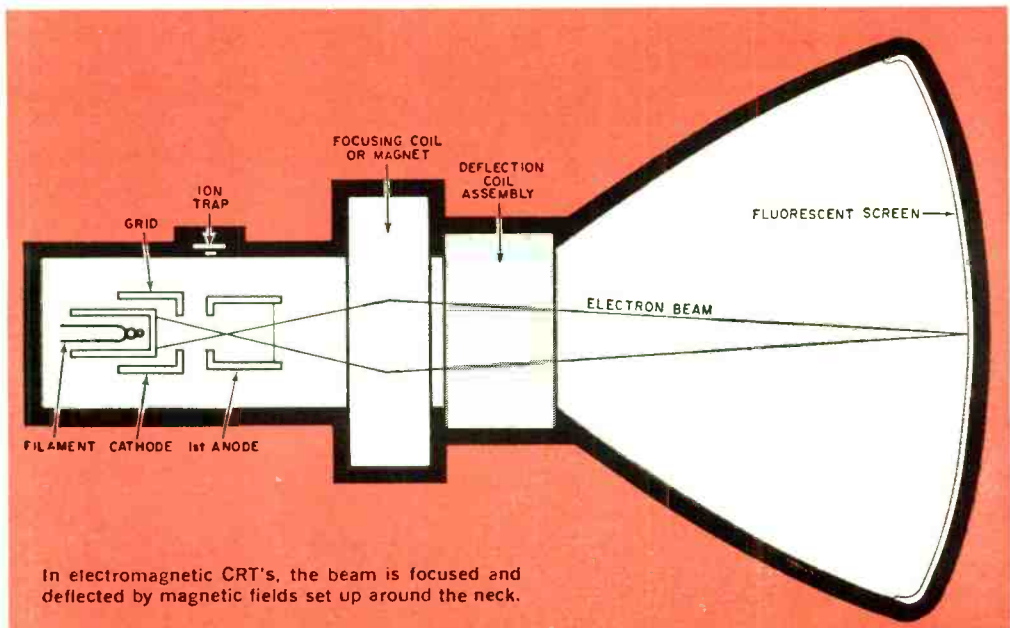 FOCUSING COIL
OR MAGNET
DEFLECTION
COIL
ASSEMBLY
ION
TRAP
GRID
FLUORESCENT SCREEN
ELECTRON BEAM
FILAMENT CATHODE 1st ANODE
In electromagnetic CRT's, the beam is focused and
deflected by magnetic fields set up around the neck.